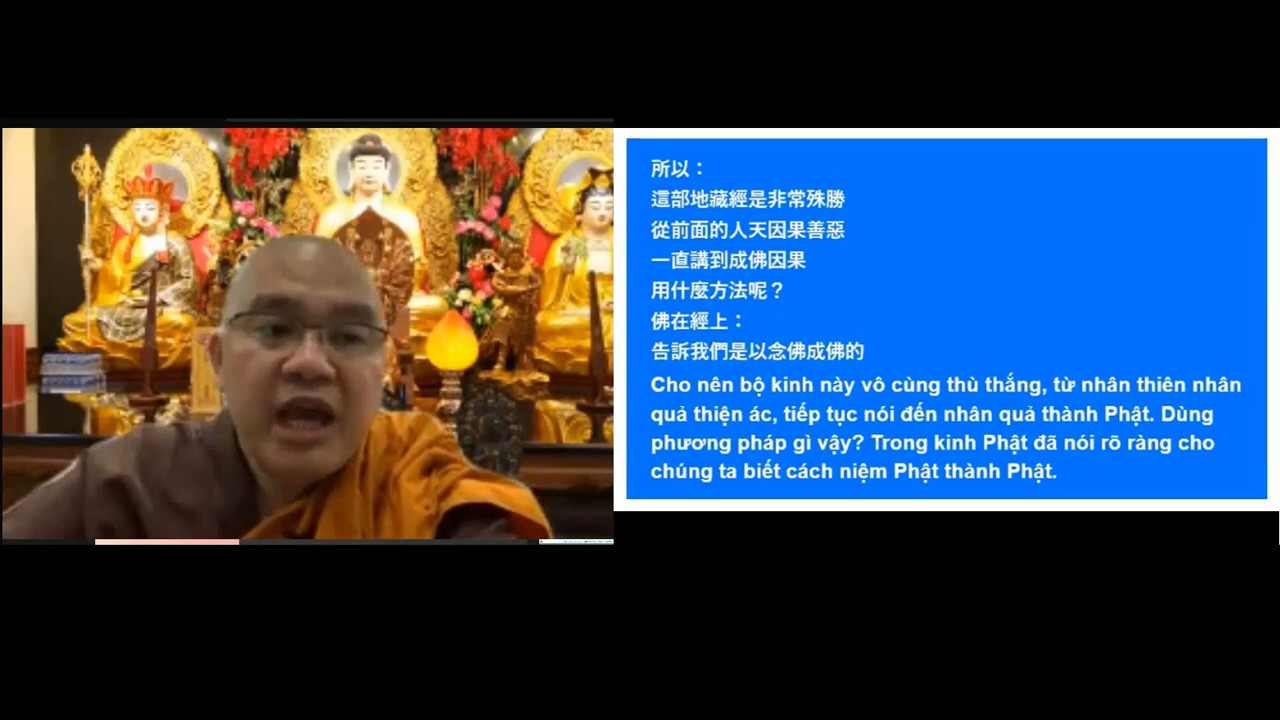 所以：
這部地藏經是非常殊勝
從前面的人天因果善惡
一直講到成佛因果
用什麼方法呢？
佛在經上：
告訴我們是以念佛成佛的
Cho nên bộ kinh này vô cùng thù thắng, từ nhân thiên nhân
quả thiện ác, tiếp tục nói đến nhân quả thành Phật. Dùng
phương pháp gì vậy? Trong kinh Phật đã nói rõ ràng cho
chúng ta biết cách niệm Phật thành Phật.